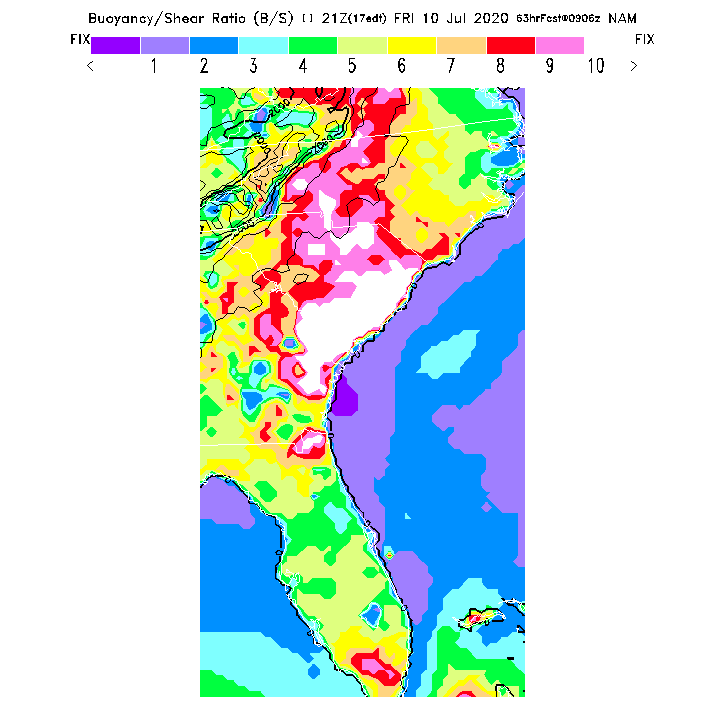 Buoyancy/Shear Ratio (B/S) [] 21Z(17edt) FRI 10 Jul 2020 63hrFcst@0906z NAM
FIX FIX
< 1 2 3 4 5 6 7 8 9 10 >